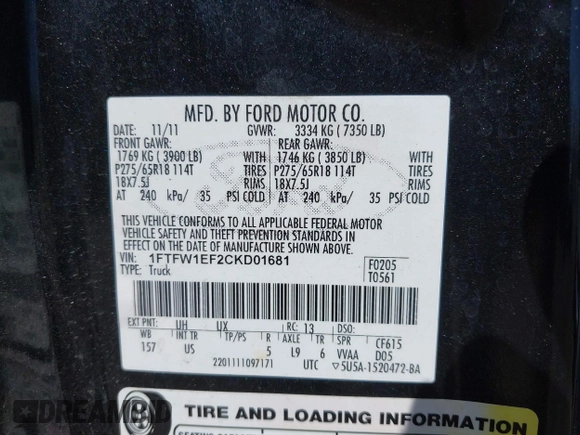 MFD. BY FORD MOTOR CO.
DATE: 11/11 GVWR: 3334 KG ( 7350 LB)
FRONT GAWR: REAR GAWR:
1769 KG ( 3900 LB) WITH 1746 KG ( 3850 LB) WITH
P275/65R18 114T TIRES P275/65R18 114T TIRES
18X7.5J RIMS 18X7.5J RIMS
AT 240 kPa/ 35 PSI COLD AT 240 kPa/ 35 PSI COLD
THIS VEHICLE CONFORMS TO ALL APPLICABLE FEDERAL MOTOR
VEHICLE SAFETY AND THEFT PREVENTION STANDARDS IN
EFFECT ON THE DATE OF MANUFACTURE SHOWN ABOVE.
VIN: 1FTFW1EF2CKD01681
TYPE: Truck
F0205
T0561
EXT PNT: UH UX RC: 13 DSO:
WB INT TR TP/PS R AXLE TR SPR CF615
157 US 5 L9 6 VVAA D05
2201111097171 UTC ▽5U5A-1520472-BA
TIRE AND LOADING INFORMATION
DREAMBID